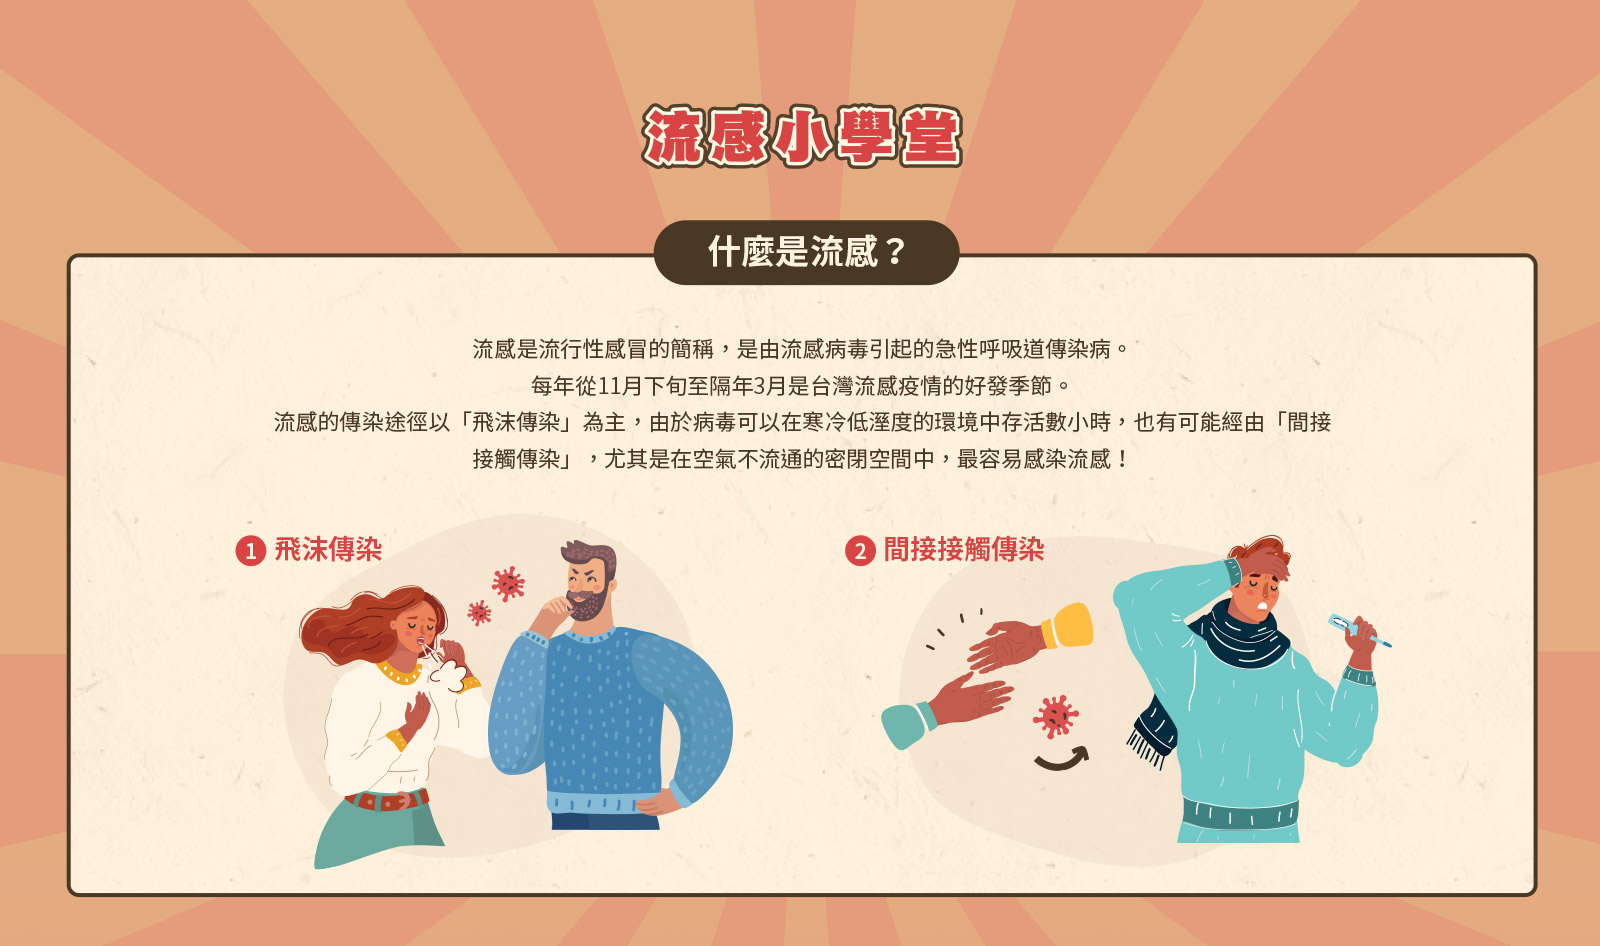 流感小學堂
什麼是流感？
流感是流行性感冒的簡稱，是由流感病毒引起的急性呼吸道傳染病。
每年從11月下旬至隔年3月是台灣流感疫情的好發季節。
流感的傳染途徑以「飛沫傳染」為主，由於病毒可以在寒冷低溼度的環境中存活數小時，也有可能經由「間接
接觸傳染」，尤其是在空氣不流通的密閉空間中，最容易感染流感！
1 飛沫傳染
2 間接接觸傳染